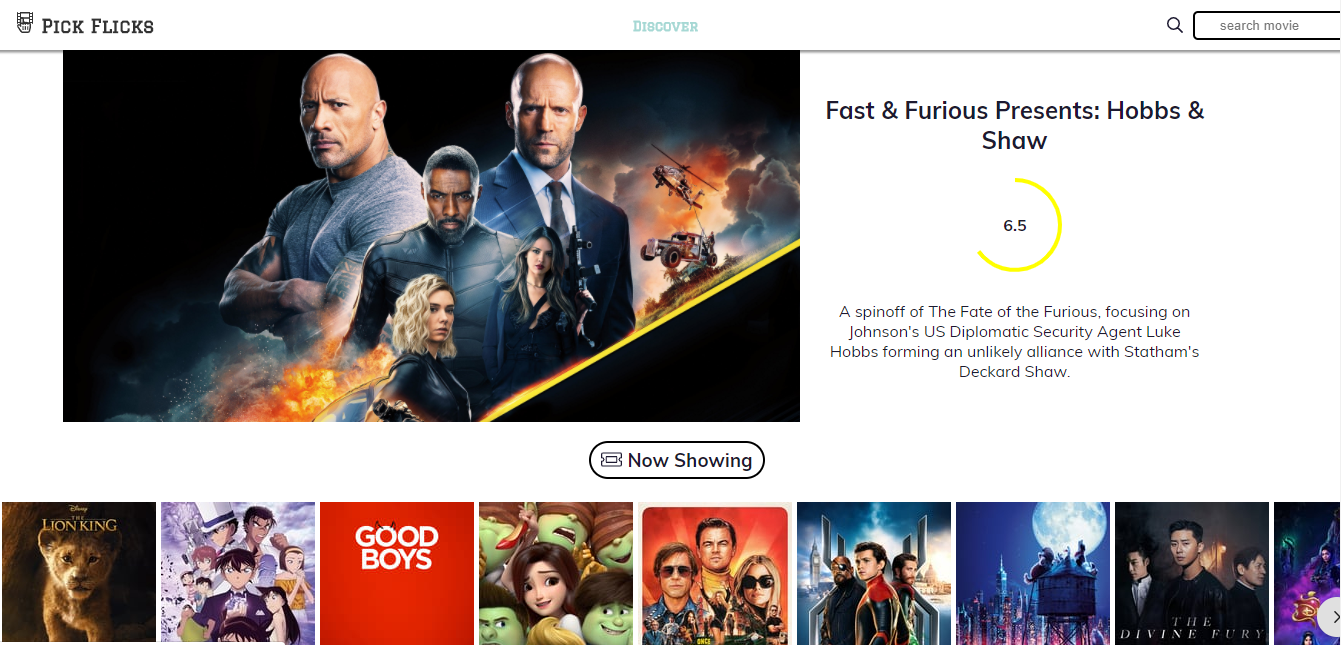 Pick Flicks
Discover
search movie
Fast & Furious Presents: Hobbs &
Shaw
6.5
A spinoff of The Fate of the Furious, focusing on
Johnson's US Diplomatic Security Agent Luke
Hobbs forming an unlikely alliance with Statham's
Deckard Shaw.
Now Showing
Disney
THE
LION KING
GOOD
BOYS
ONCE
THE
DIVINE FURY